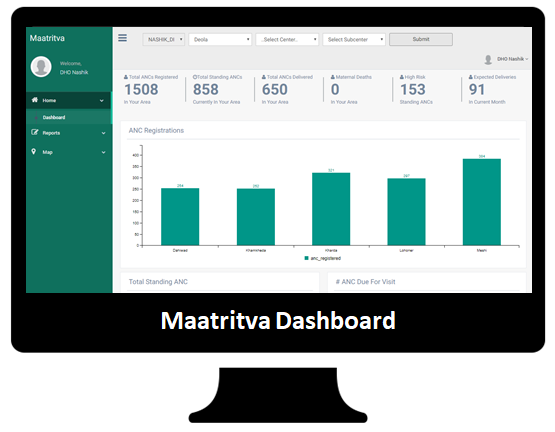 Maatritva
NASHIK_DI
Deola
..Select Center..
Select Subcenter
Submit
Welcome,
DHO Nashik
DHO Nashik
Total ANCs Registered
1508
In Your Area
Total Standing ANCs
858
Currently In Your Area
Total ANCs Delivered
650
In Your Area
Maternal Deaths
0
In Your Area
High Risk
153
Standing ANCs
Expected Deliveries
91
In Current Month
Home
Dashboard
Reports
Map
ANC Registrations
400
350
300
250
200
150
100
50
0
254
252
321
297
384
Dahiwad
Khamkheda
Kharda
Lohoner
Meshi
anc_registered
Total Standing ANC
# ANC Due For Visit
Maatritva Dashboard